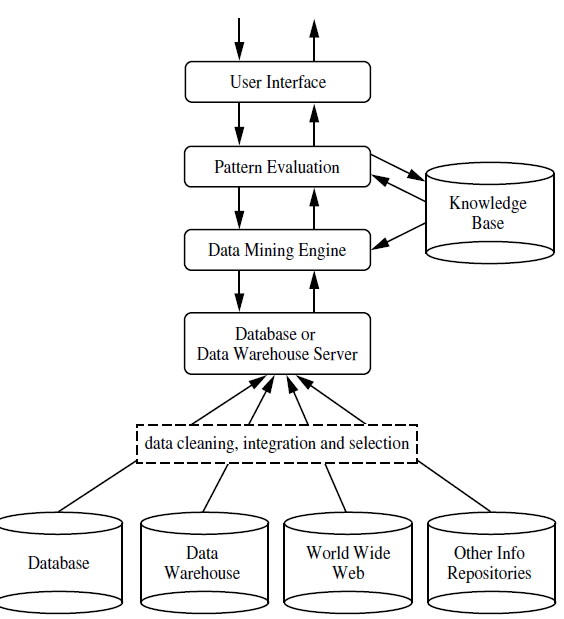 User Interface
Pattern Evaluation
Knowledge
Base
Data Mining Engine
Database or
Data Warehouse Server
data cleaning, integration and selection
Database
Data
Warehouse
World Wide
Web
Other Info
Repositories